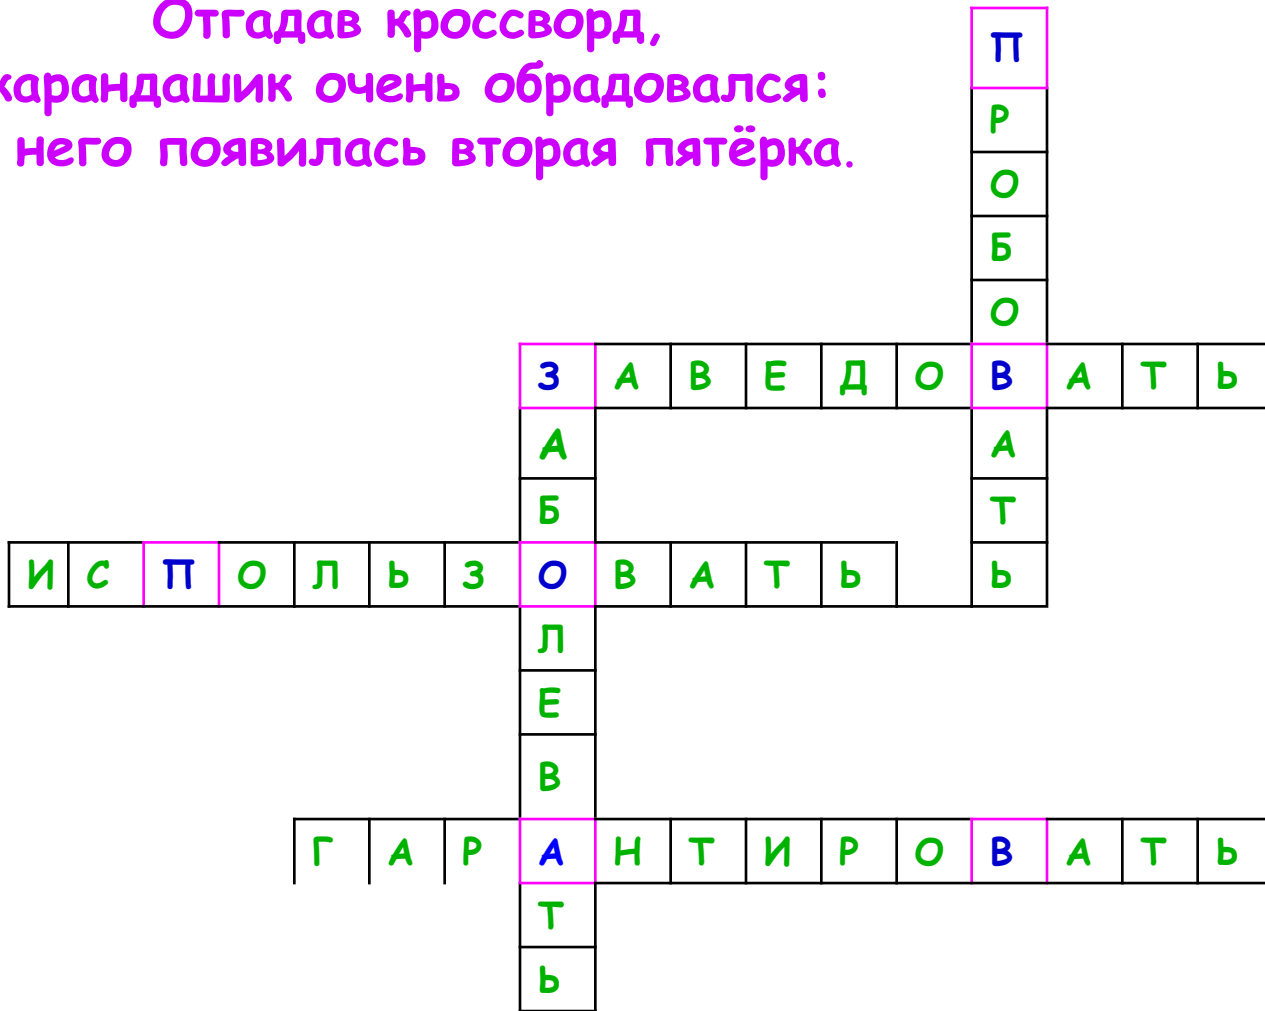 Отгадав кроссворд,
карандашик очень обрадовался:
него появилась вторая пятёрка.
П
Р
О
Б
О
З А В Е Д О В А Т Ь
А А
Б Т
И С П О Л Ь З О В А Т Ь Ь
Л
Е
В
Г А Р А Н Т И Р О В А Т Ь
Т
Ь